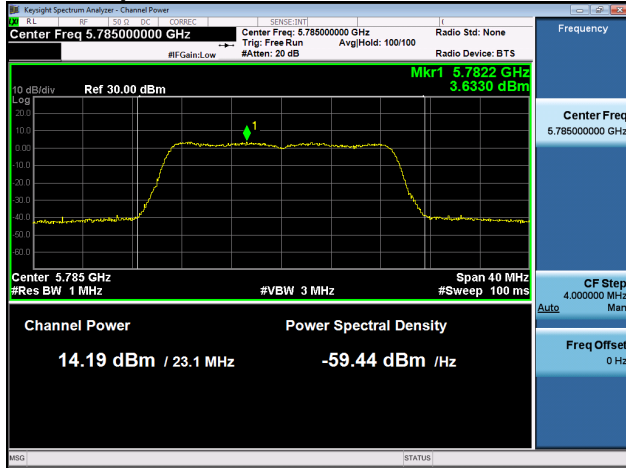 Keysight Spectrum Analyzer - Channel Power
RL RF 50 Ω DC CORREC SENSE:INT
Center Freq 5.785000000 GHz
Center Freq: 5.785000000 GHz Radio Std: None
Trig: Free Run Avg|Hold: 100/100
#IFGain:Low #Atten: 20 dB Radio Device: BTS
Mkr1 5.7822 GHz
10 dB/div Ref 30.00 dBm 3.6330 dBm
Log
20.0
10.0
0.00
-10.0
-20.0
-30.0
-40.0
-50.0
-60.0
1
Center 5.785 GHz Span 40 MHz
#Res BW 1 MHz #VBW 3 MHz #Sweep 100 ms
Channel Power Power Spectral Density
14.19 dBm / 23.1 MHz -59.44 dBm /Hz
MSG STATUS
Frequency
Center Freq
5.785000000 GHz
CF Step
4.000000 MHz
Auto Man
Freq Offset
0 Hz